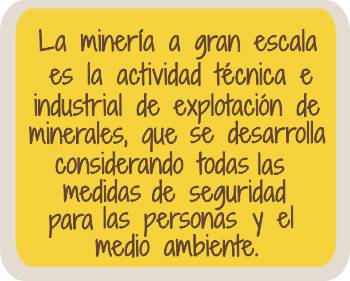 La minería a gran escala
es la actividad técnica e
industrial de explotación de
minerales, que se desarrolla
considerando todas las
medidas de seguridad
para las personas y el
medio ambiente.